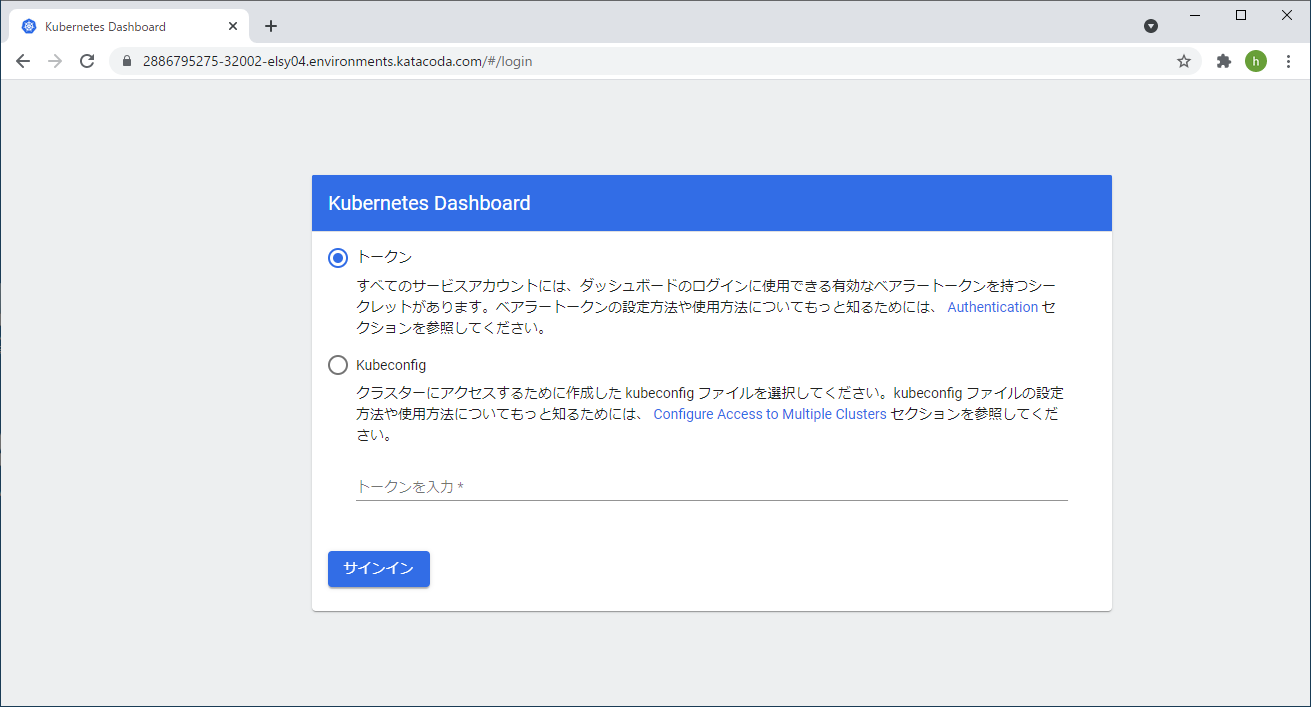 Kubernetes Dashboard
2886795275-32002-elsy04.environments.katacoda.com/#/login
h
Kubernetes Dashboard
トークン
すべてのサービスアカウントには、ダッシュボードのログインに使用できる有効なベアラートークンを持つシー
クレットがあります。ベアラートークンの設定方法や使用方法についてもっと知るためには、 Authentication セ
クションを参照してください。
Kubeconfig
クラスターにアクセスするために作成した kubeconfig ファイルを選択してください。kubeconfig ファイルの設定
方法や使用方法についてもっと知るためには、 Configure Access to Multiple Clusters セクションを参照してくだ
さい。
トークンを入力 *
サインイン